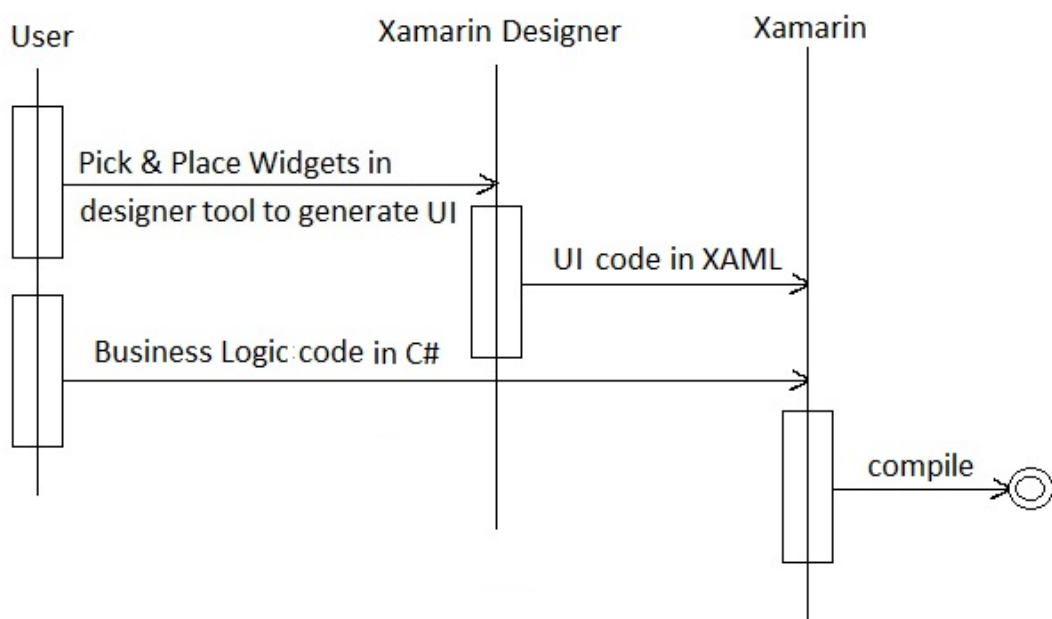 User
Xamarin Designer
Xamarin
Pick & Place Widgets in
designer tool to generate UI
UI code in XAML
Business Logic code in C#
compile